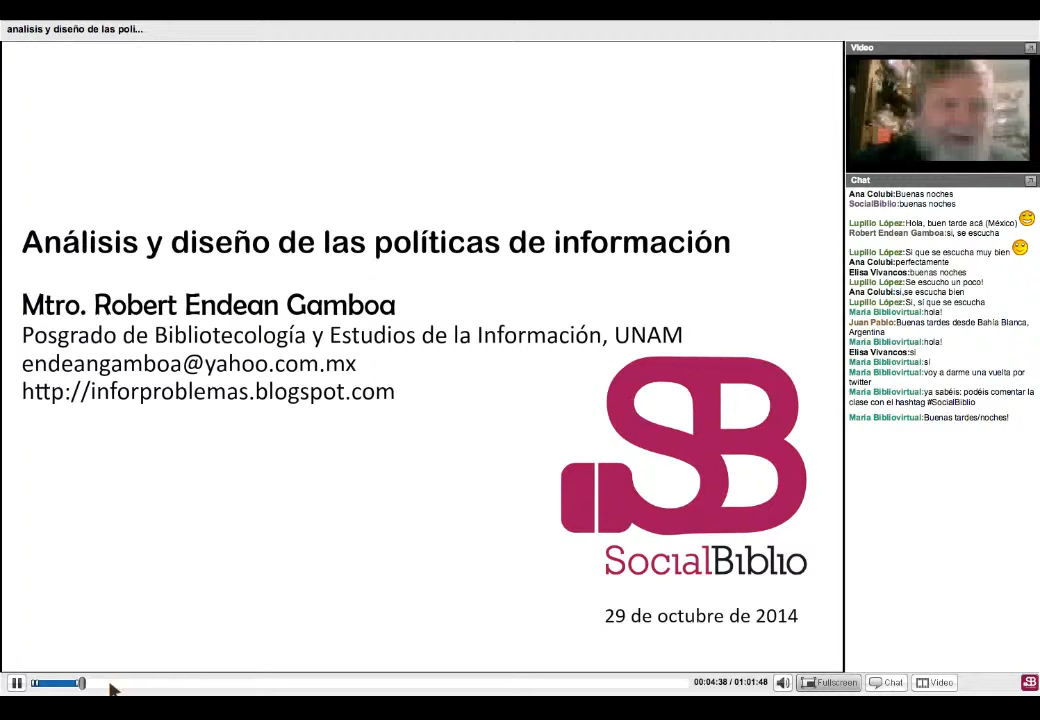 analisis y diseño de las poli...
Análisis y diseño de las políticas de información
Mtro. Robert Endean Gamboa
Posgrado de Bibliotecología y Estudios de la Información, UNAM
endeangamboa@yahoo.com.mx
http://inforproblemas.blogspot.com
SB
SocialBiblio
29 de octubre de 2014
Video
Chat
Ana Colubi:Buenas noches
SocialBiblio:buenas noches
Lupillo López:Hola, buen tarde acá (México)
Robert Endean Gamboa:si, se escucha
Lupillo López:Si que se escucha muy bien
Ana Colubi:perfectamente
Elisa Vivancos:buenas noches
Lupillo López:Se escucho un poco!
Ana Colubi:si,se escucha bien
Lupillo López:Si, sí que se escucha
María Bibliovirtual:hola!
Juan Pablo:Buenas tardes desde Bahía Blanca,
Argentina
María Bibliovirtual:hola!
Elisa Vivancos:si
María Bibliovirtual:sí
María Bibliovirtual:voy a darme una vuelta por
twitter
María Bibliovirtual:ya sabéis: podéis comentar la
clase con el hashtag #SocialBiblio
María Bibliovirtual:Buenas tardes/noches!
00:04:38 / 01:01:48
Fullscreen
Chat
Video
SB